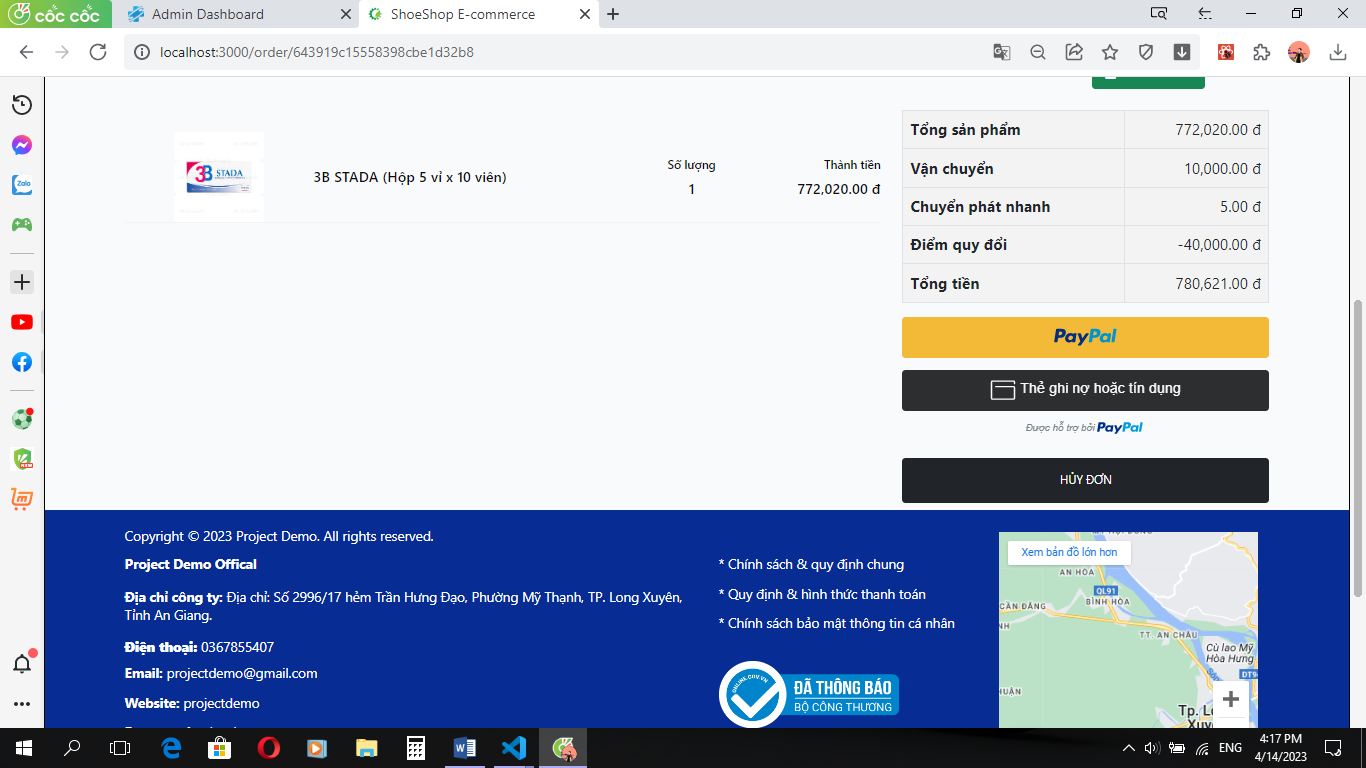 cốc cốc
Admin Dashboard
ShoeShop E-commerce
localhost:3000/order/643919c15558398cbe1d32b8
3B STADA
3B STADA (Hộp 5 vỉ x 10 viên)
Số lượng
1
Thành tiền
772,020.00 đ
Tổng sản phẩm 772,020.00 đ
Vận chuyển 10,000.00 đ
Chuyển phát nhanh 5.00 đ
Điểm quy đổi -40,000.00 đ
Tổng tiền 780,621.00 đ
PayPal
Thẻ ghi nợ hoặc tín dụng
Được hỗ trợ bởi PayPal
HỦY ĐƠN
Copyright © 2023 Project Demo. All rights reserved.
Project Demo Offical
Địa chỉ công ty: Địa chỉ: Số 2996/17 hẻm Trần Hưng Đạo, Phường Mỹ Thạnh, TP. Long Xuyên,
Tỉnh An Giang.
Điện thoại: 0367855407
Email: projectdemo@gmail.com
Website: projectdemo
* Chính sách & quy định chung
* Quy định & hình thức thanh toán
* Chính sách bảo mật thông tin cá nhân
ONLINE.GOV.VN
ĐÃ THÔNG BÁO
BỘ CÔNG THƯƠNG
Xem bản đồ lớn hơn
AN HÒA
QL91
BÌNH HÒA
CẦN ĐĂNG
TT. AN CHÂU
Cù lao Mỹ
Hòa Hưng
Zalo
NEW
ENG
4:17 PM
4/14/2023